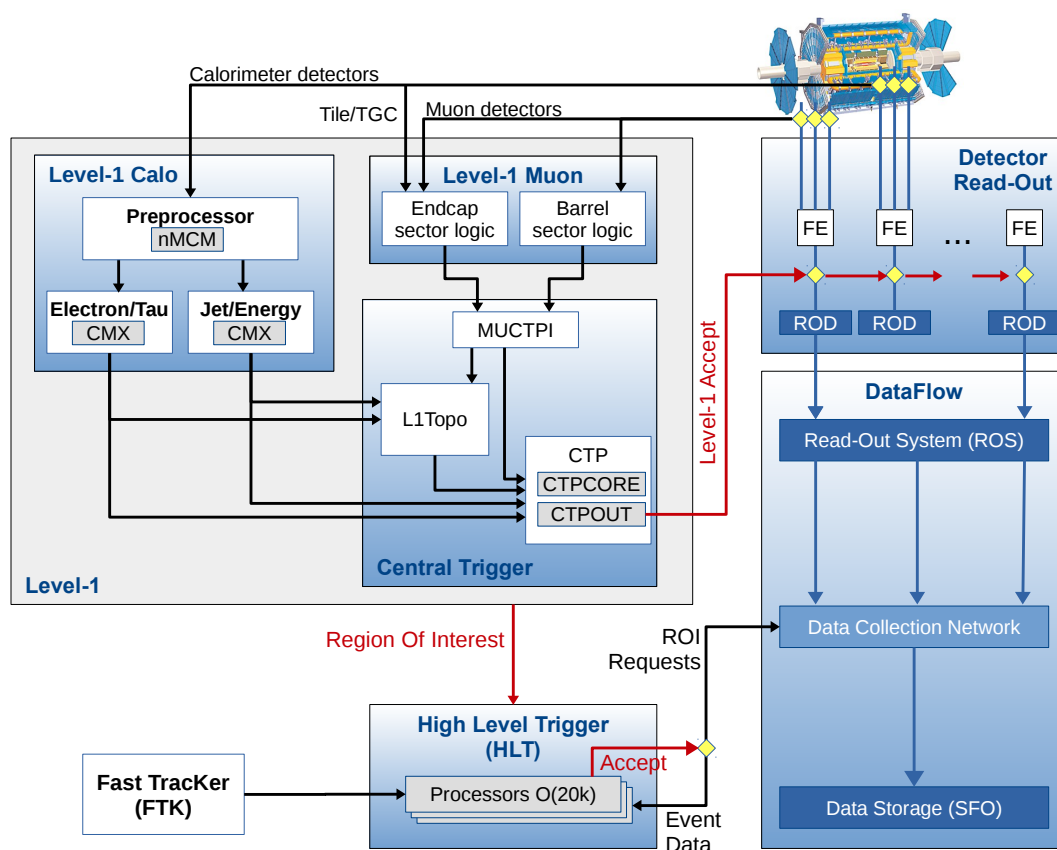 Calorimeter detectors
Tile/TGC
Muon detectors
Level-1 Calo
Preprocessor
nMCM
Electron/Tau
CMX
Jet/Energy
CMX
Level-1 Muon
Endcap
sector logic
Barrel
sector logic
MUCTPI
L1Topo
CTP
CTPCORE
CTPOUT
Central Trigger
Level-1
Level-1 Accept
Detector
Read-Out
FE
FE
...
FE
ROD
ROD
ROD
DataFlow
Read-Out System (ROS)
Data Collection Network
Data Storage (SFO)
Region Of Interest
ROI
Requests
High Level Trigger
(HLT)
Accept
Processors O(20k)
Event
Data
Fast TracKer
(FTK)